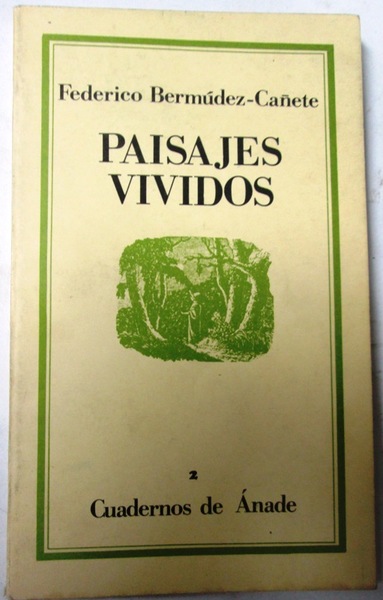 Federico Bermúdez-Cañete
PAISAJES
VIVIDOS
2
Cuadernos de Ánade